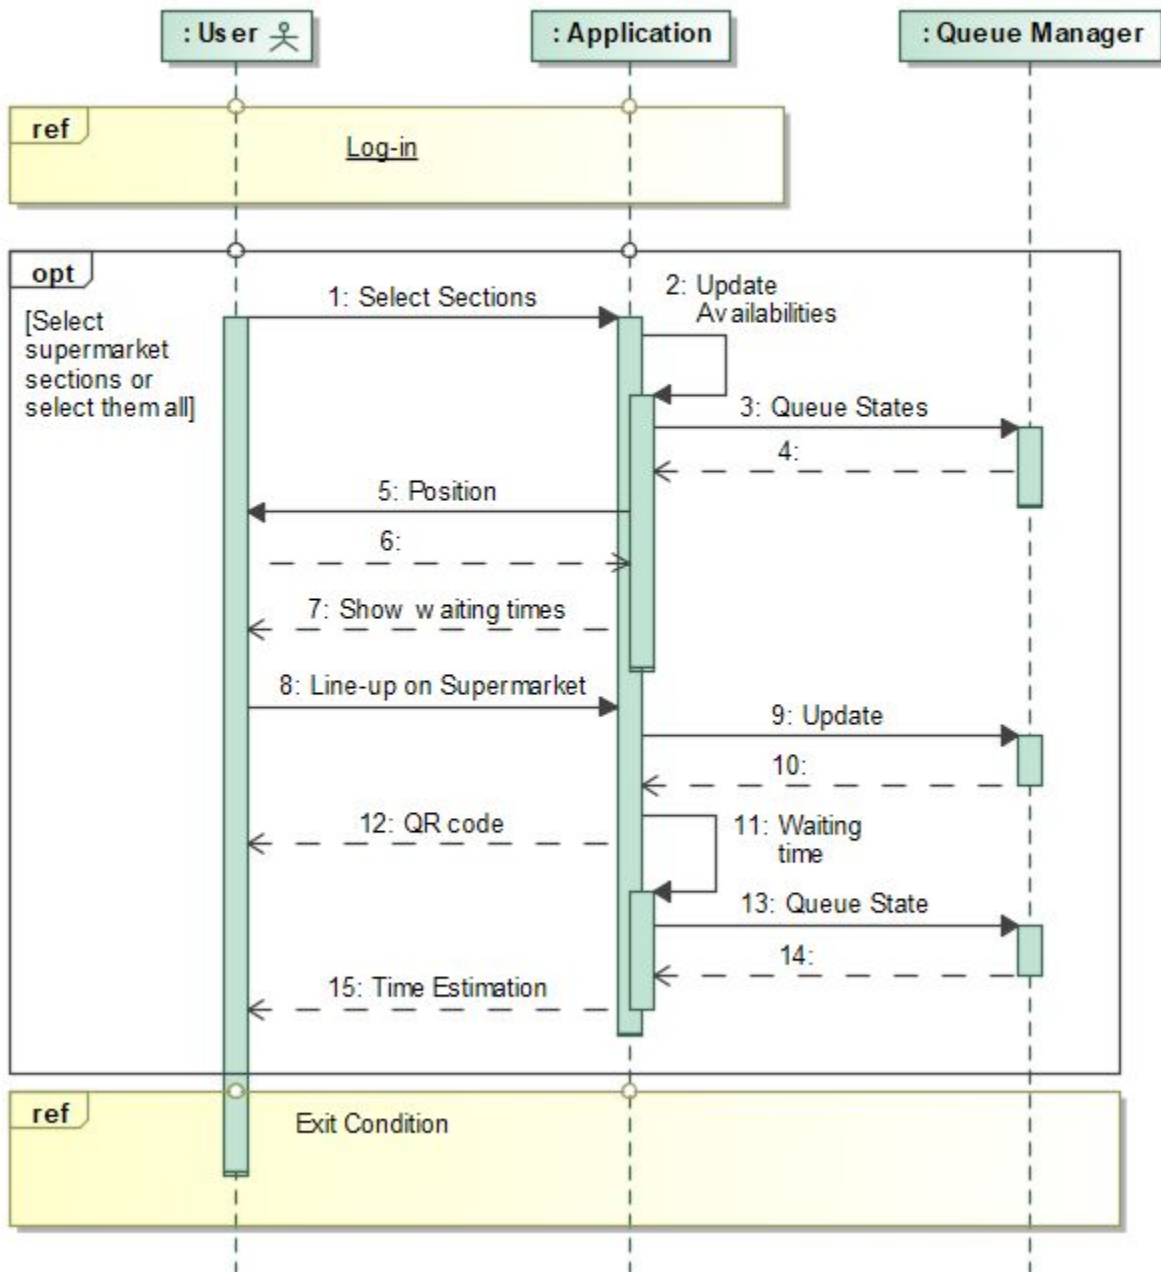 : User
: Application
: Queue Manager
ref
Log-in
opt
[Select
supermarket
sections or
select them all]
1: Select Sections
2: Update
Availabilities
3: Queue States
4:
5: Position
6:
7: Show waiting times
8: Line-up on Supermarket
9: Update
10:
11: Waiting
time
12: QR code
13: Queue State
14:
15: Time Estimation
ref
Exit Condition